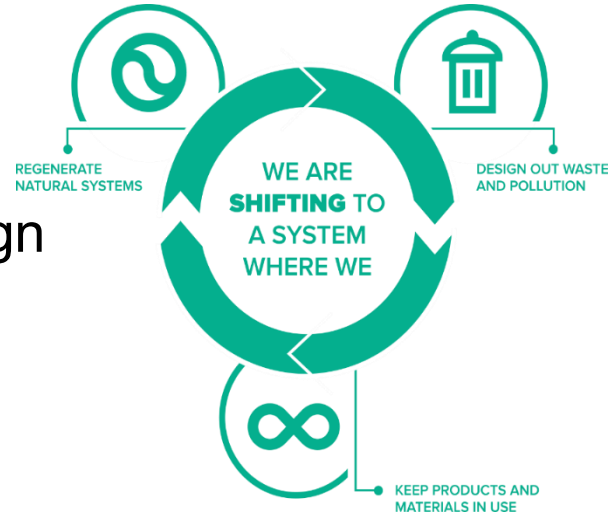 REGENERATE
NATURAL SYSTEMS
WE ARE
SHIFTING TO
A SYSTEM
WHERE WE
DESIGN OUT WASTE
AND POLLUTION
gn
KEEP PRODUCTS AND
MATERIALS IN USE